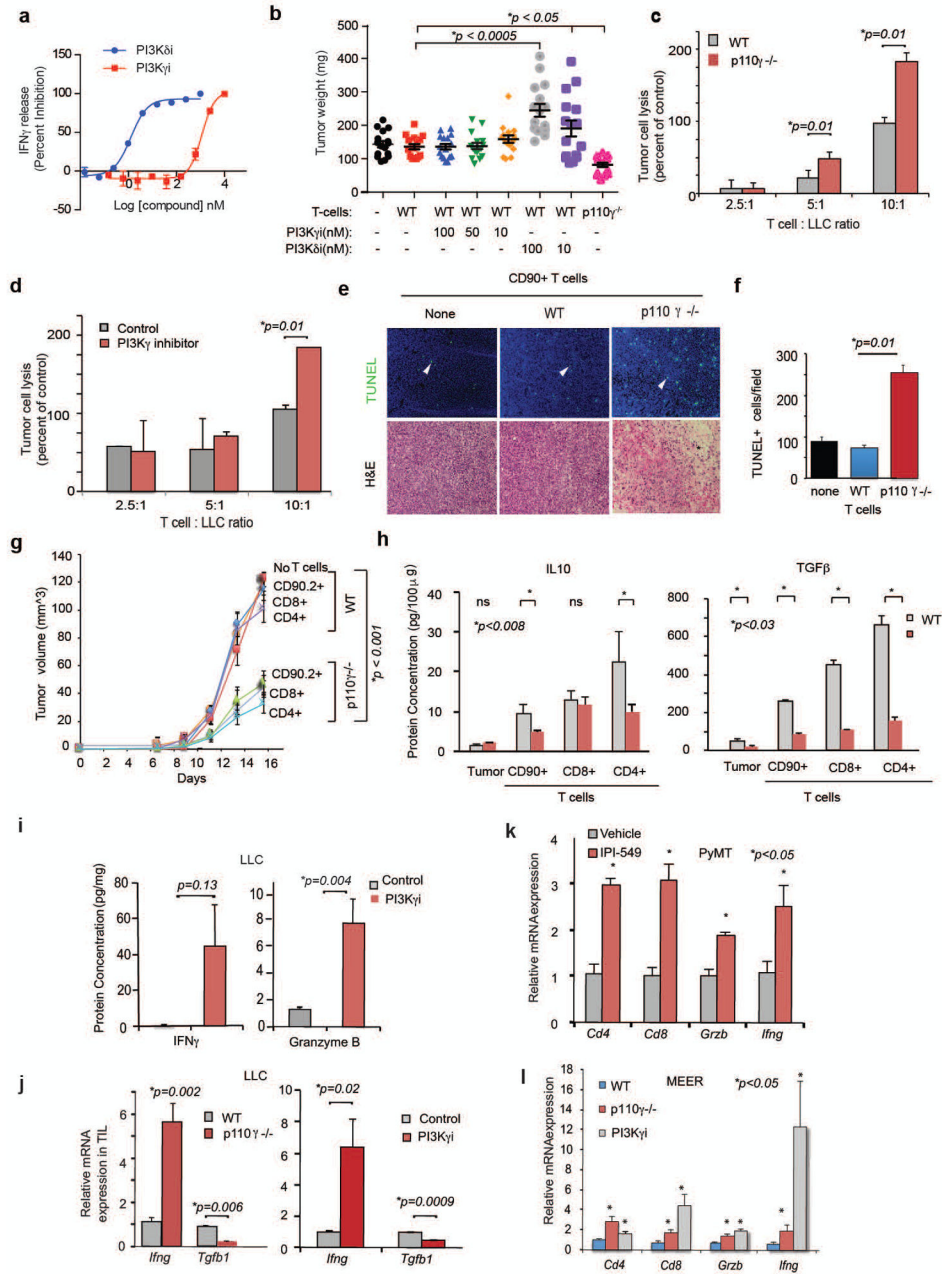 a
PI3Kδi
PI3Kγi
IFNγ release
(Percent Inhibition)
150
100
50
0
-50
0
2
4
Log [compound] nM
b
*p < 0.05
*p < 0.0005
Tumor weight (mg)
500
400
300
200
100
0
T-cells: - WT WT WT WT WT WT p110γ-/-
PI3Kγi(nM): - - 100 50 10
PI3Kδi(nM): 100 10
c
WT
p110γ-/-
*p=0.01
*p=0.01
Tumor cell lysis
(percent of control)
200
100
0
2.5:1 5:1 10:1
T cell : LLC ratio
d
Control
PI3Kγ inhibitor
*p=0.01
Tumor cell lysis
(percent of control)
200
100
0
2.5:1 5:1 10:1
T cell : LLC ratio
e
CD90+ T cells
None WT p110 γ -/-
TUNEL
H&E
f
*p=0.01
TUNEL+ cells/field
300
200
100
0
none WT p110 γ-/-
T cells
g
Tumor volume (mm^3)
140
120
100
80
60
40
20
0
0 2 4 6 8 10 12 14 16
Days
No T cells
CD90.2+
CD8+
CD4+
WT
CD90.2+
CD8+
CD4+
p110γ-/-
*p < 0.001
h
IL10
Protein Concentration (pg/100μ g)
40
30
20
10
0
ns * ns *
*p<0.008
Tumor CD90+ CD8+ CD4+
T cells
TGFβ
* * * *
*p<0.03
WT
800
600
400
200
0
Tumor CD90+ CD8+ CD4+
T cells
i
LLC
Protein Concentration (pg/mg)
80
60
40
20
0
p=0.13
IFNγ
10
8
6
4
2
0
*p=0.004
Control
PI3Kγi
Granzyme B
j
LLC
Relative mRNA
expression in TIL
6
4
2
0
*p=0.002
WT
p110 γ -/-
*p=0.006
Ifng Tgfb1
10
8
6
4
2
0
*p=0.02
Control
PI3Kγi
*p=0.0009
Ifng Tgfb1
k
Vehicle
IPI-549
PyMT
*p<0.05
Relative mRNAexpression
4
3
2
1
0
* * * *
Cd4 Cd8 Grzb Ifng
l
WT
p110γ-/-
PI3Kγi
MEER
*p<0.05
Relative mRNAexpression
18
16
14
12
10
8
6
4
2
0
* * * * * * * *
Cd4 Cd8 Grzb Ifng